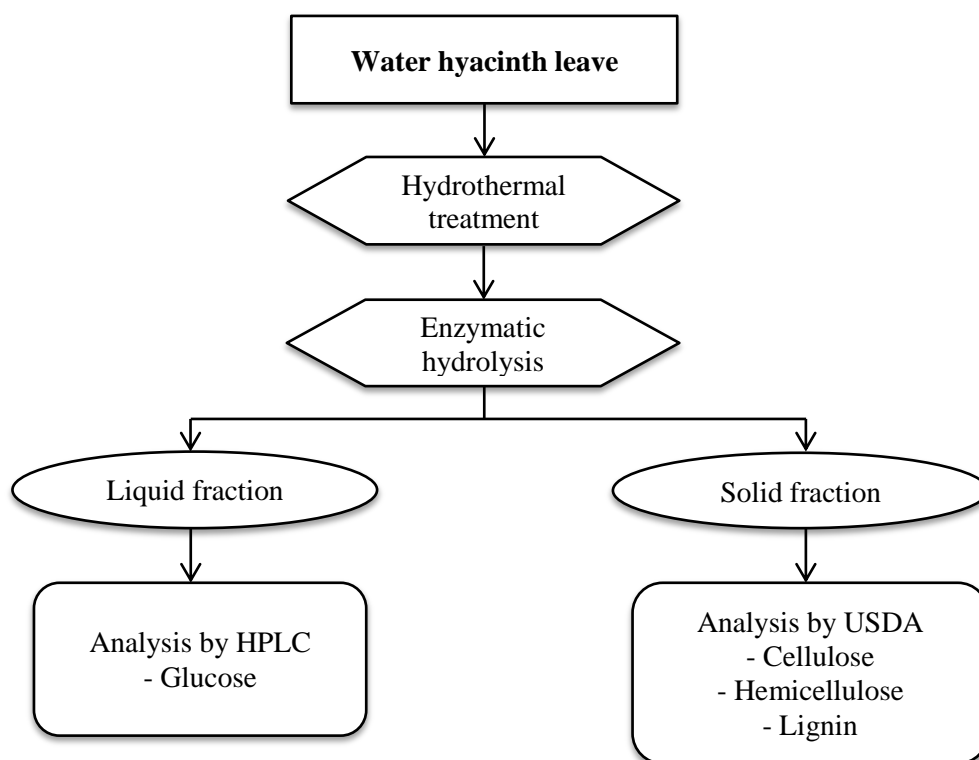 Water hyacinth leave
Hydrothermal
treatment
Enzymatic
hydrolysis
Liquid fraction
Solid fraction
Analysis by HPLC
- Glucose
Analysis by USDA
- Cellulose
- Hemicellulose
- Lignin